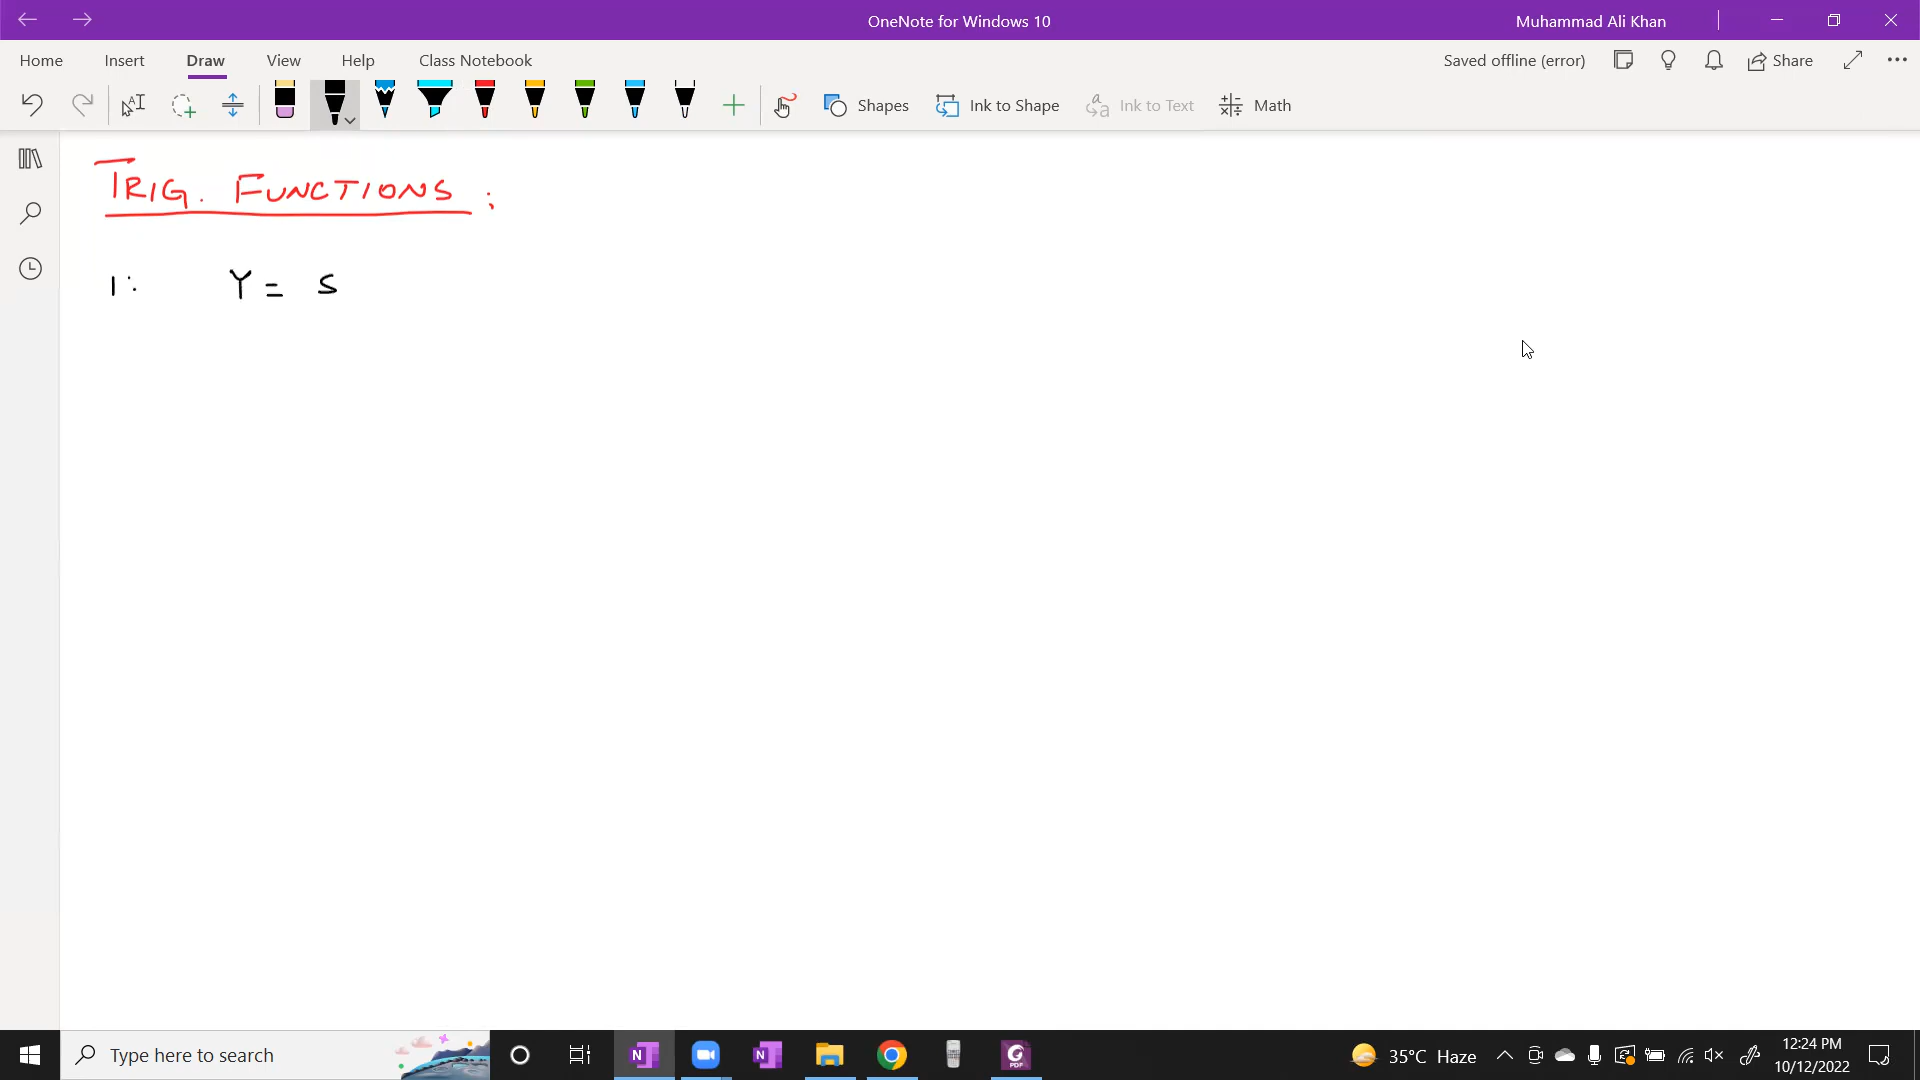 OneNote for Windows 10
Muhammad Ali Khan
Home Insert Draw View Help Class Notebook
Saved offline (error) Share
Shapes Ink to Shape Ink to Text Math
TRIG. FUNCTIONS :
1: Y = S
Type here to search
35°C Haze
12:24 PM
10/12/2022